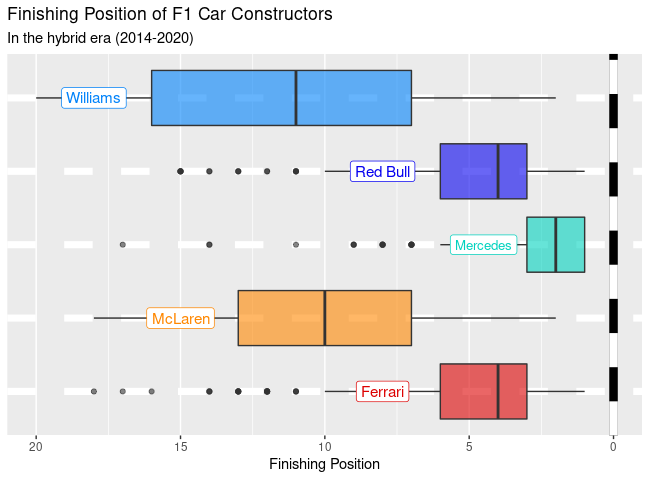 Finishing Position of F1 Car Constructors
In the hybrid era (2014-2020)
Williams
Red Bull
Mercedes
McLaren
Ferrari
20 15 10 5 0
Finishing Position